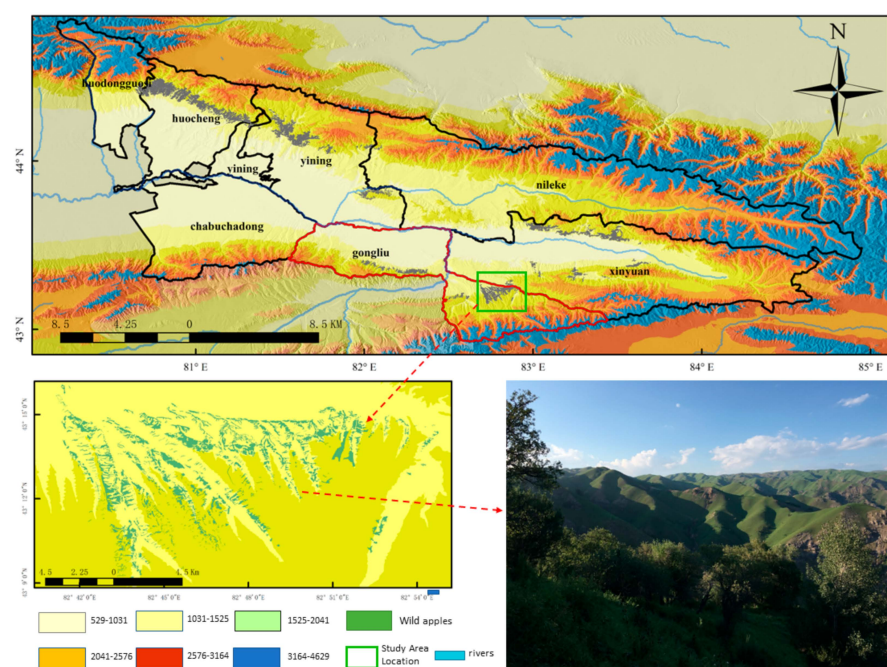 N
huodongguosi
huocheng
44° N
yining
yining
nileke
chabuchadong
gongliu
xinyuan
43° N
8.5 4.25 0 8.5 KM
81° E 82° E 83° E 84° E 85° E
4.5 2.25 0 4.5 Km
529-1031 1031-1525 1525-2041 Wild apples
2041-2576 2576-3164 3164-4629 Study Area Location rivers